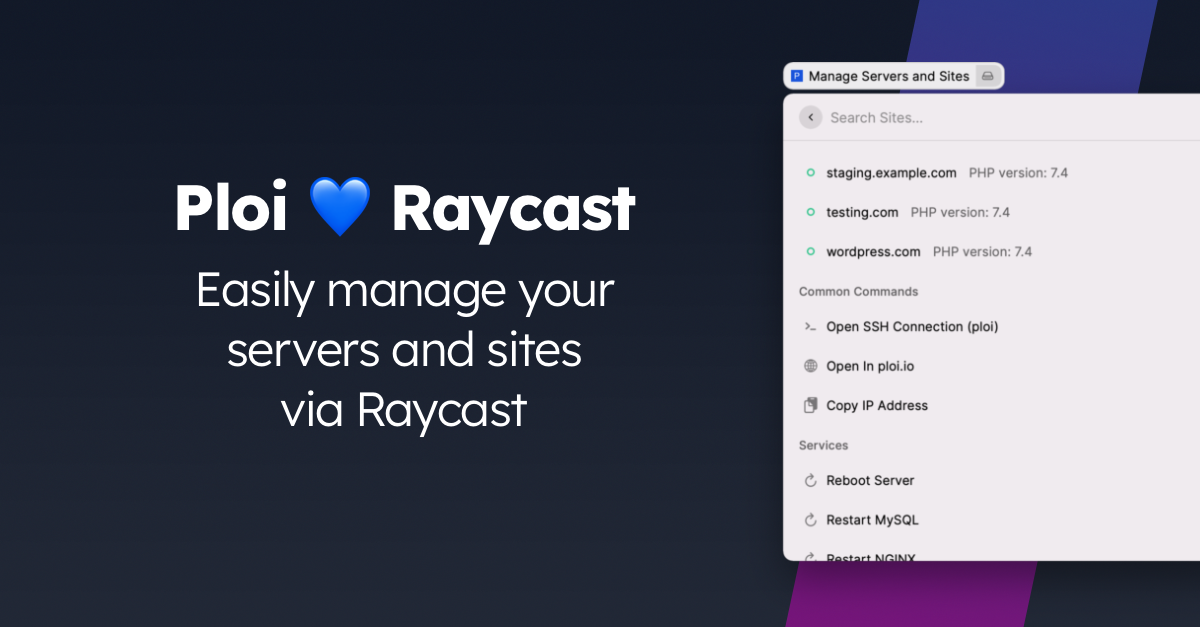 Ploi 💙 Raycast
Easily manage your
servers and sites
via Raycast
P Manage Servers and Sites
Search Sites...
staging.example.com PHP version: 7.4
testing.com PHP version: 7.4
wordpress.com PHP version: 7.4
Common Commands
Open SSH Connection (ploi)
Open In ploi.io
Copy IP Address
Services
Reboot Server
Restart MySQL
Restart NGINX